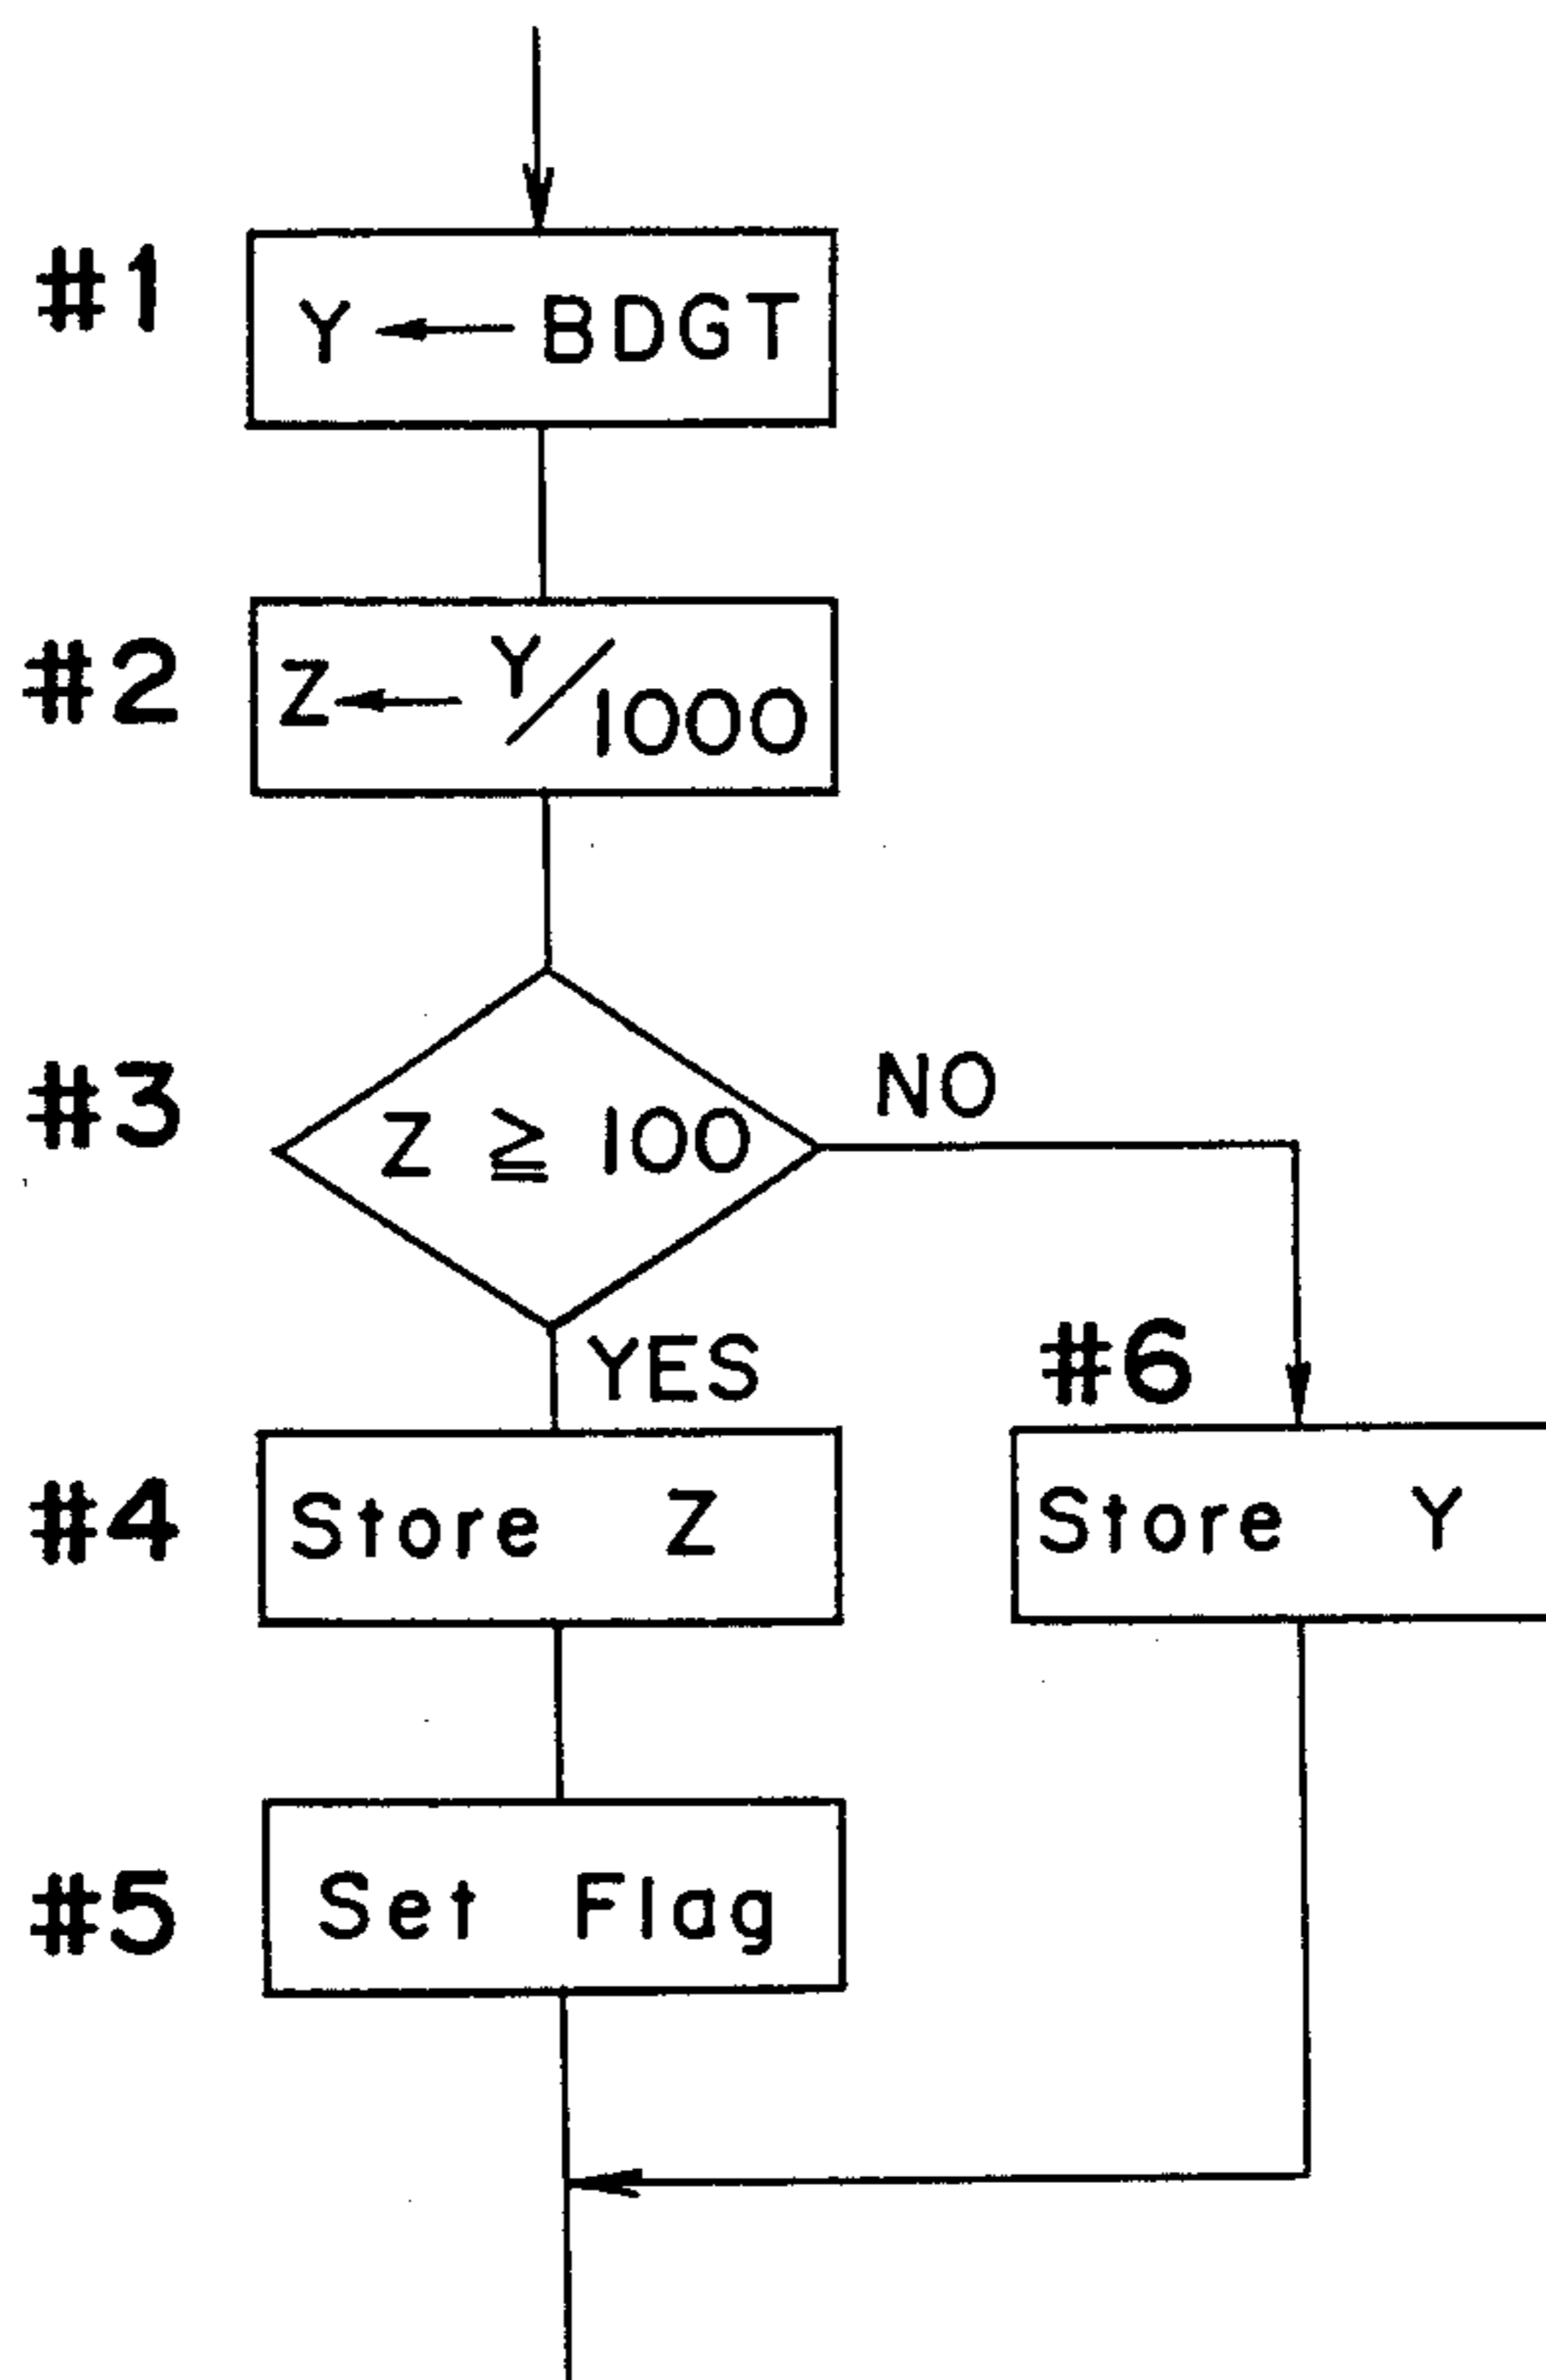 #1
Y ← BDGT
#2
Z ← Y/1000
#3
Z ≧ 100
NO
YES
#6
#4
Store Z
Store Y
#5
Set Flag